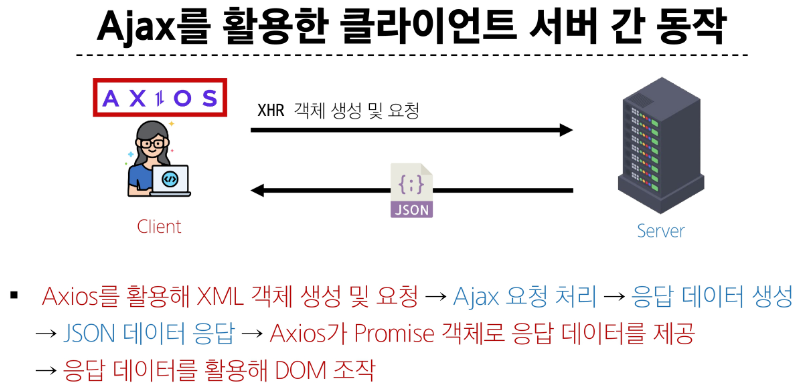 Ajax를 활용한 클라이언트 서버 간 동작
AXIOS
XHR 객체 생성 및 요청
{;}
JSON
Client
Server
▪ Axios를 활용해 XML 객체 생성 및 요청 → Ajax 요청 처리 → 응답 데이터 생성
→ JSON 데이터 응답 → Axios가 Promise 객체로 응답 데이터를 제공
→ 응답 데이터를 활용해 DOM 조작